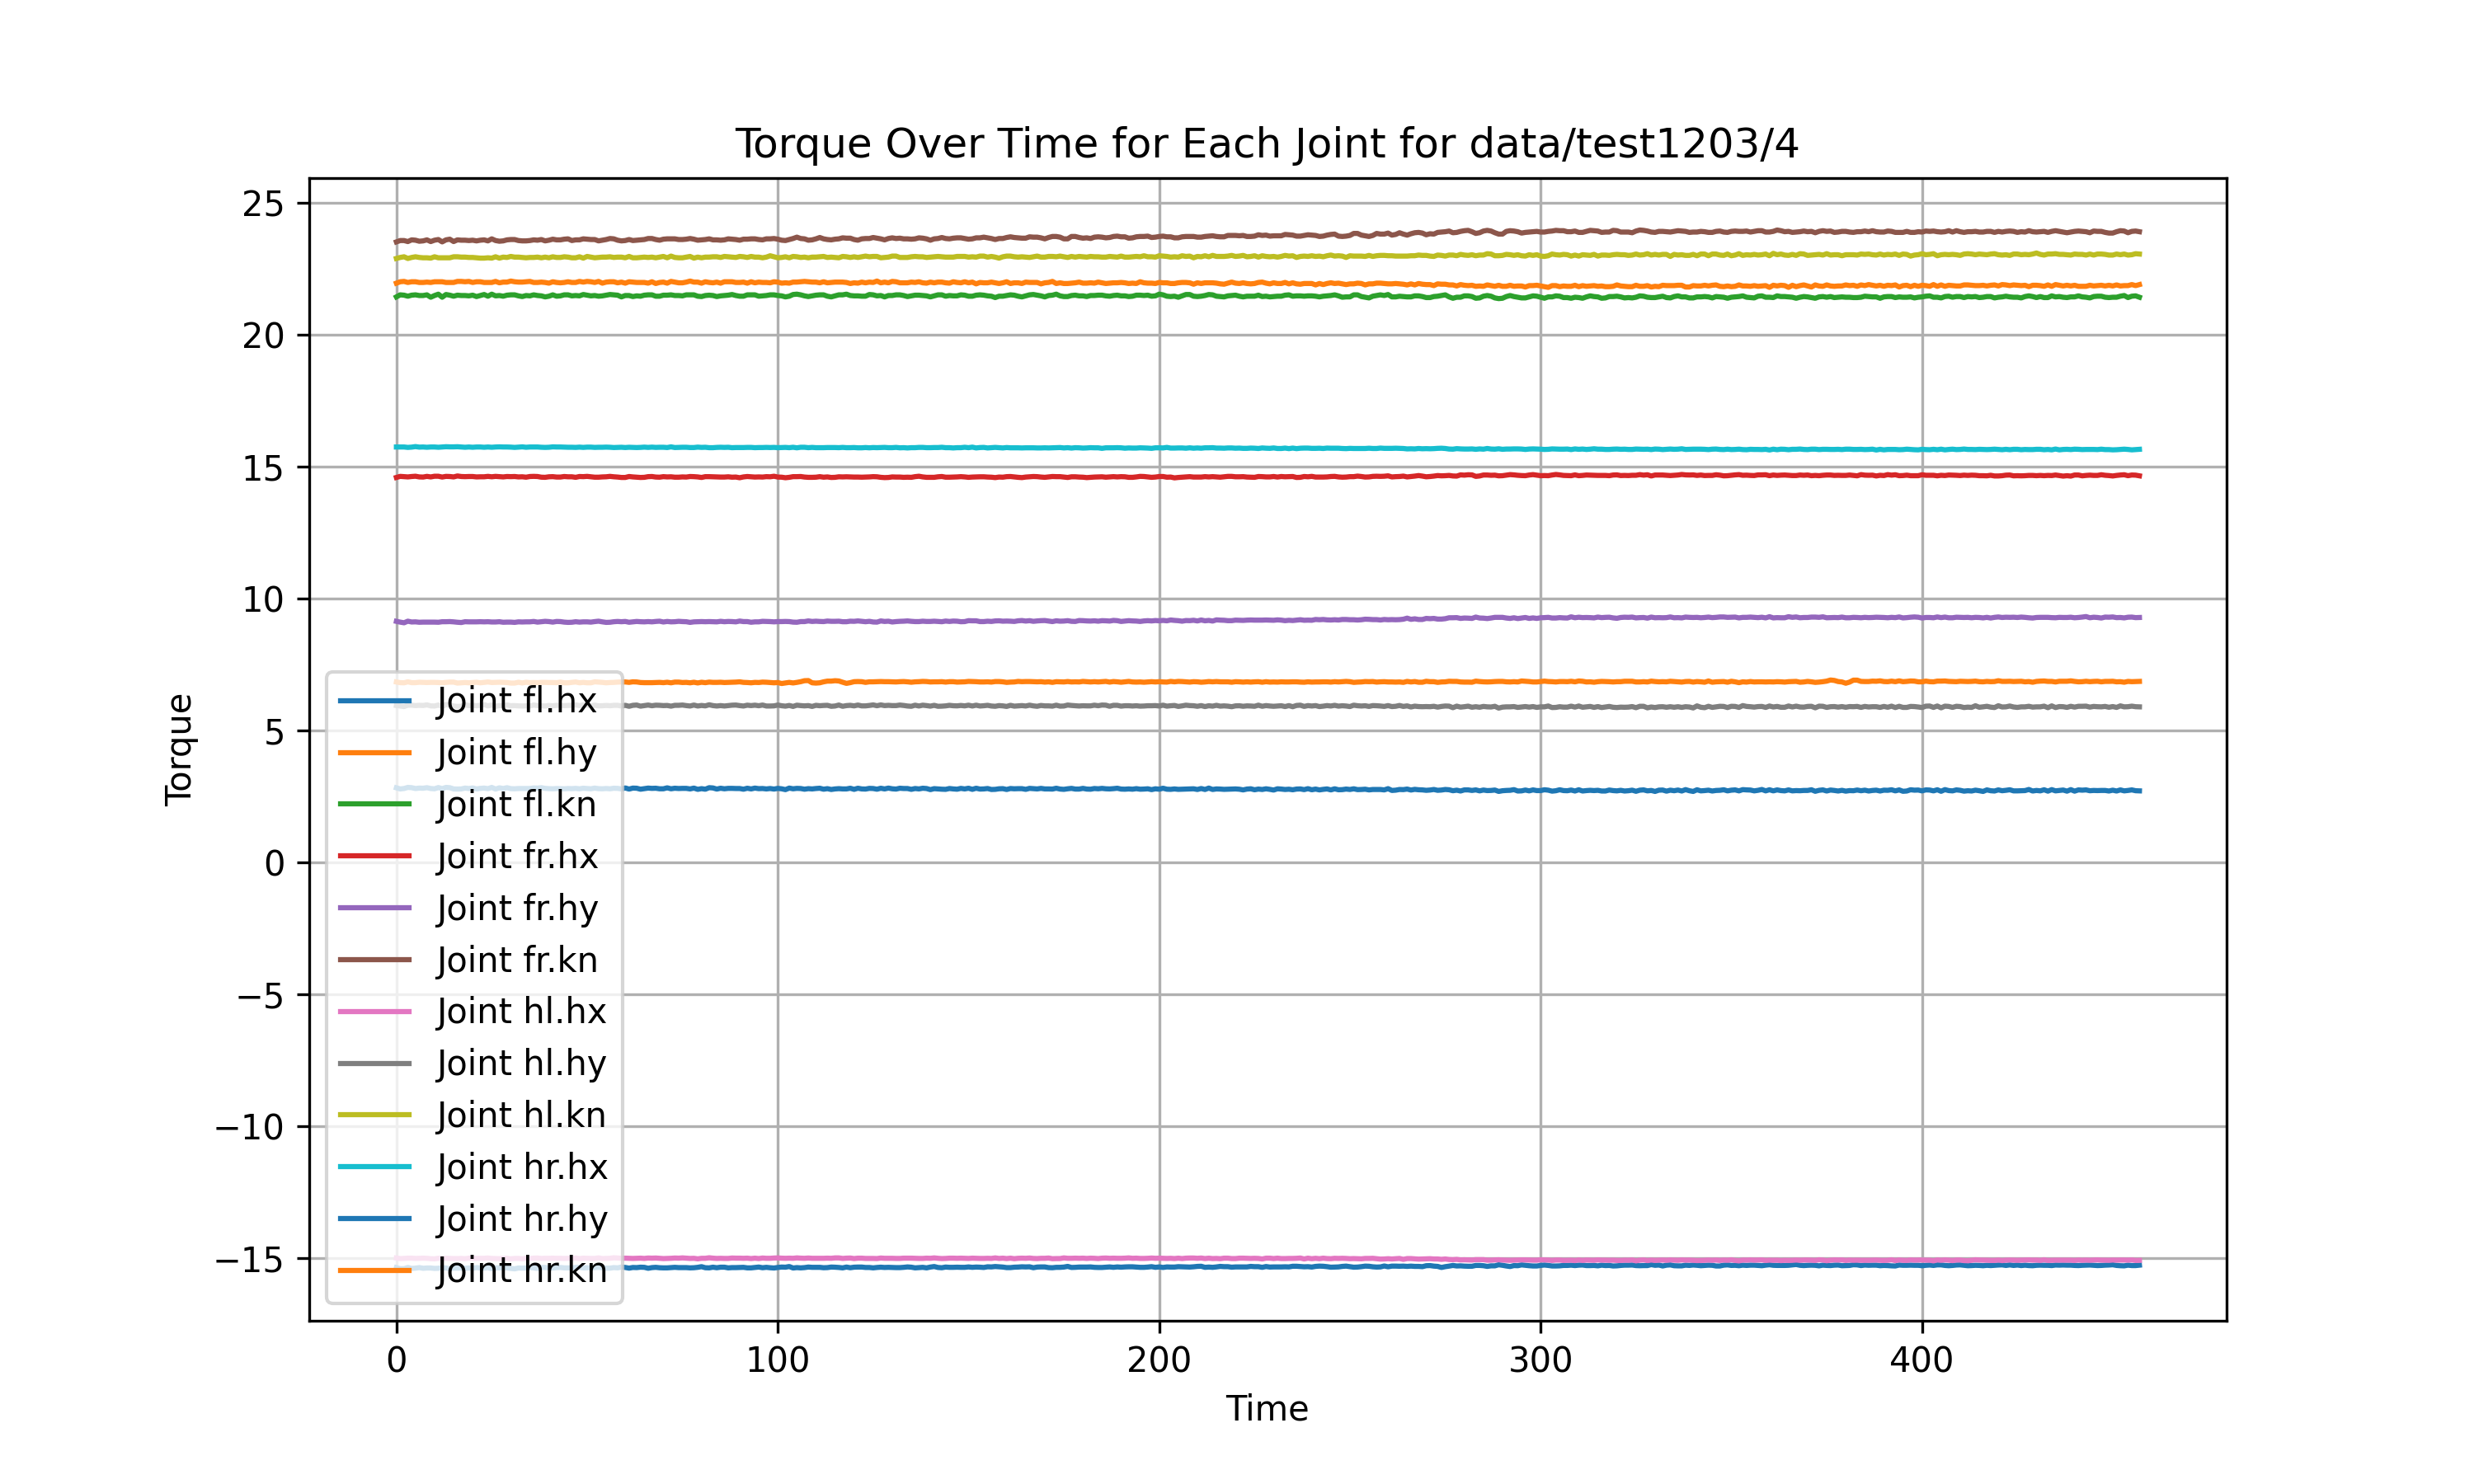 Torque Over Time for Each Joint for data/test1203/4
25
20
15
10
5
0
−5
−10
−15
Torque
Joint fl.hx
Joint fl.hy
Joint fl.kn
Joint fr.hx
Joint fr.hy
Joint fr.kn
Joint hl.hx
Joint hl.hy
Joint hl.kn
Joint hr.hx
Joint hr.hy
Joint hr.kn
0 100 200 300 400
Time